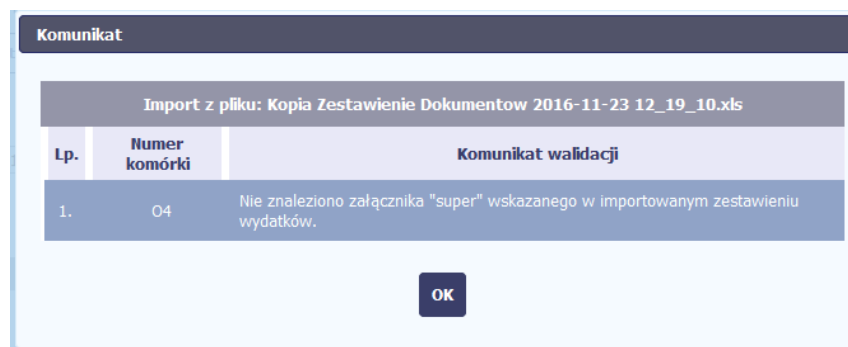 Komunikat
Import z pliku: Kopia Zestawienie Dokumentow 2016-11-23 12_19_10.xls
Lp.
Numer
komórki
Komunikat walidacji
1.
O4
Nie znaleziono załącznika "super" wskazanego w importowanym zestawieniu
wydatków.
OK